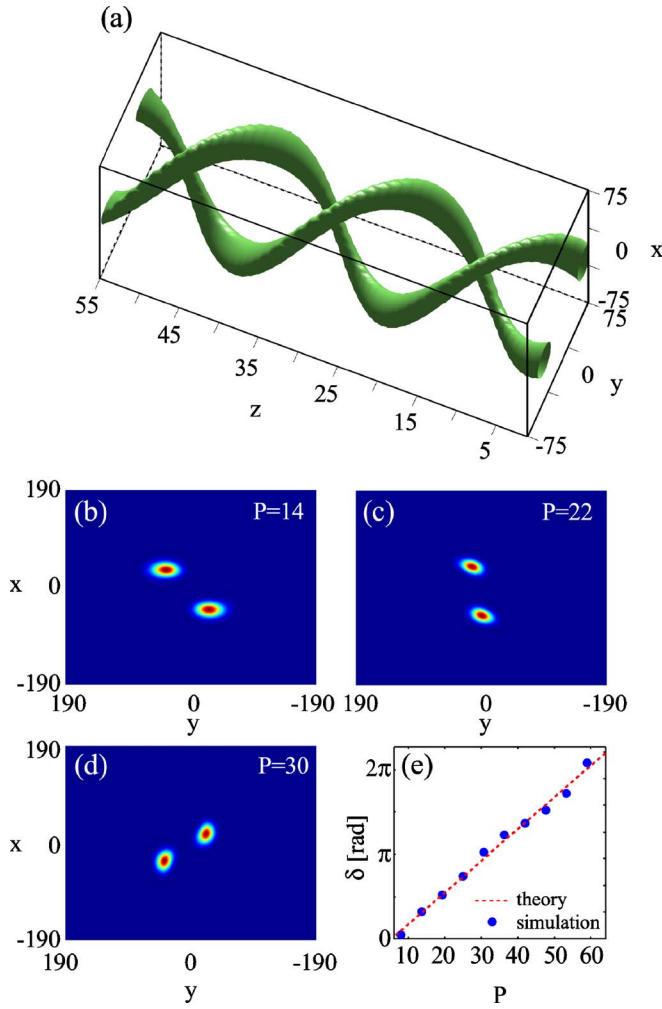 (a)
75
0
x
-75
75
0
y
-75
55
45
35
25
15
5
z
(b)
P=14
190
x
0
-190
190
0
-190
y
(c)
P=22
190
0
-190
y
(d)
P=30
190
x
0
-190
190
0
-190
y
(e)
2π
π
0
δ [rad]
theory
simulation
10
20
30
40
50
60
P